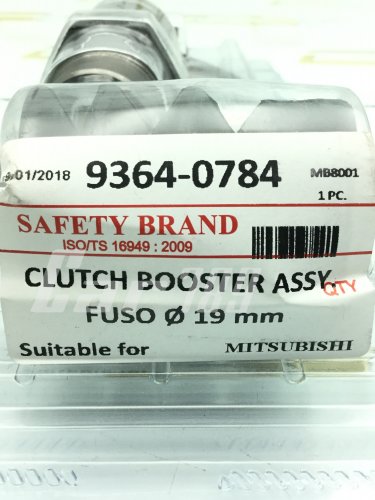 01/2018 9364-0784 MB8001
1 PC.
SAFETY BRAND
ISO/TS 16949 : 2009
CLUTCH BOOSTER ASSY.
QTY
FUSO Ø 19 mm
Suitable for MITSUBISHI